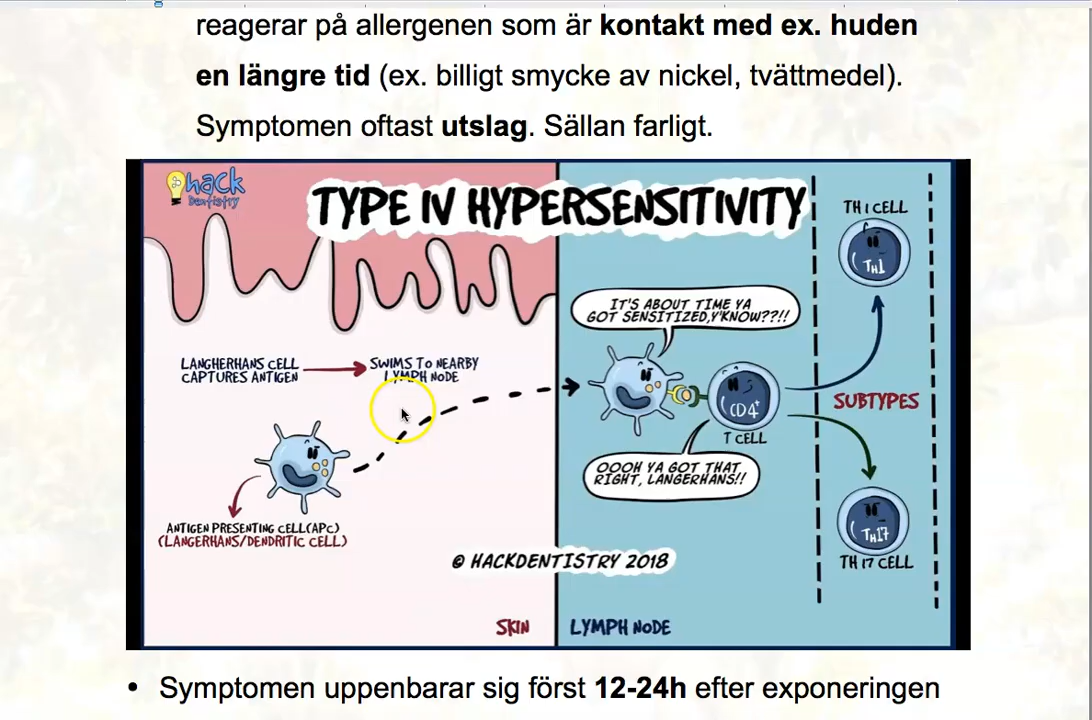 reagerar på allergenen som är kontakt med ex. huden
en längre tid (ex. billigt smycke av nickel, tvättmedel).
Symptomen oftast utslag. Sällan farligt.
hack
Dentistry
TYPE IV HYPERSENSITIVITY
TH 1 CELL
TH1
IT'S ABOUT TIME YA
GOT SENSITIZED,Y'KNOW??!!
LANGHERHANS CELL
CAPTURES ANTIGEN
SWIMS TO NEARBY
LYMPH NODE
CD4+
T CELL
SUBTYPES
OOOH YA GOT THAT
RIGHT, LANGERHANS!!
ANTIGEN PRESENTING CELL(APC)
(LANGERHANS/DENDRITIC CELL)
TH17
TH 17 CELL
© HACKDENTISTRY 2018
SKIN
LYMPH NODE
• Symptomen uppenbarar sig först 12-24h efter exponeringen